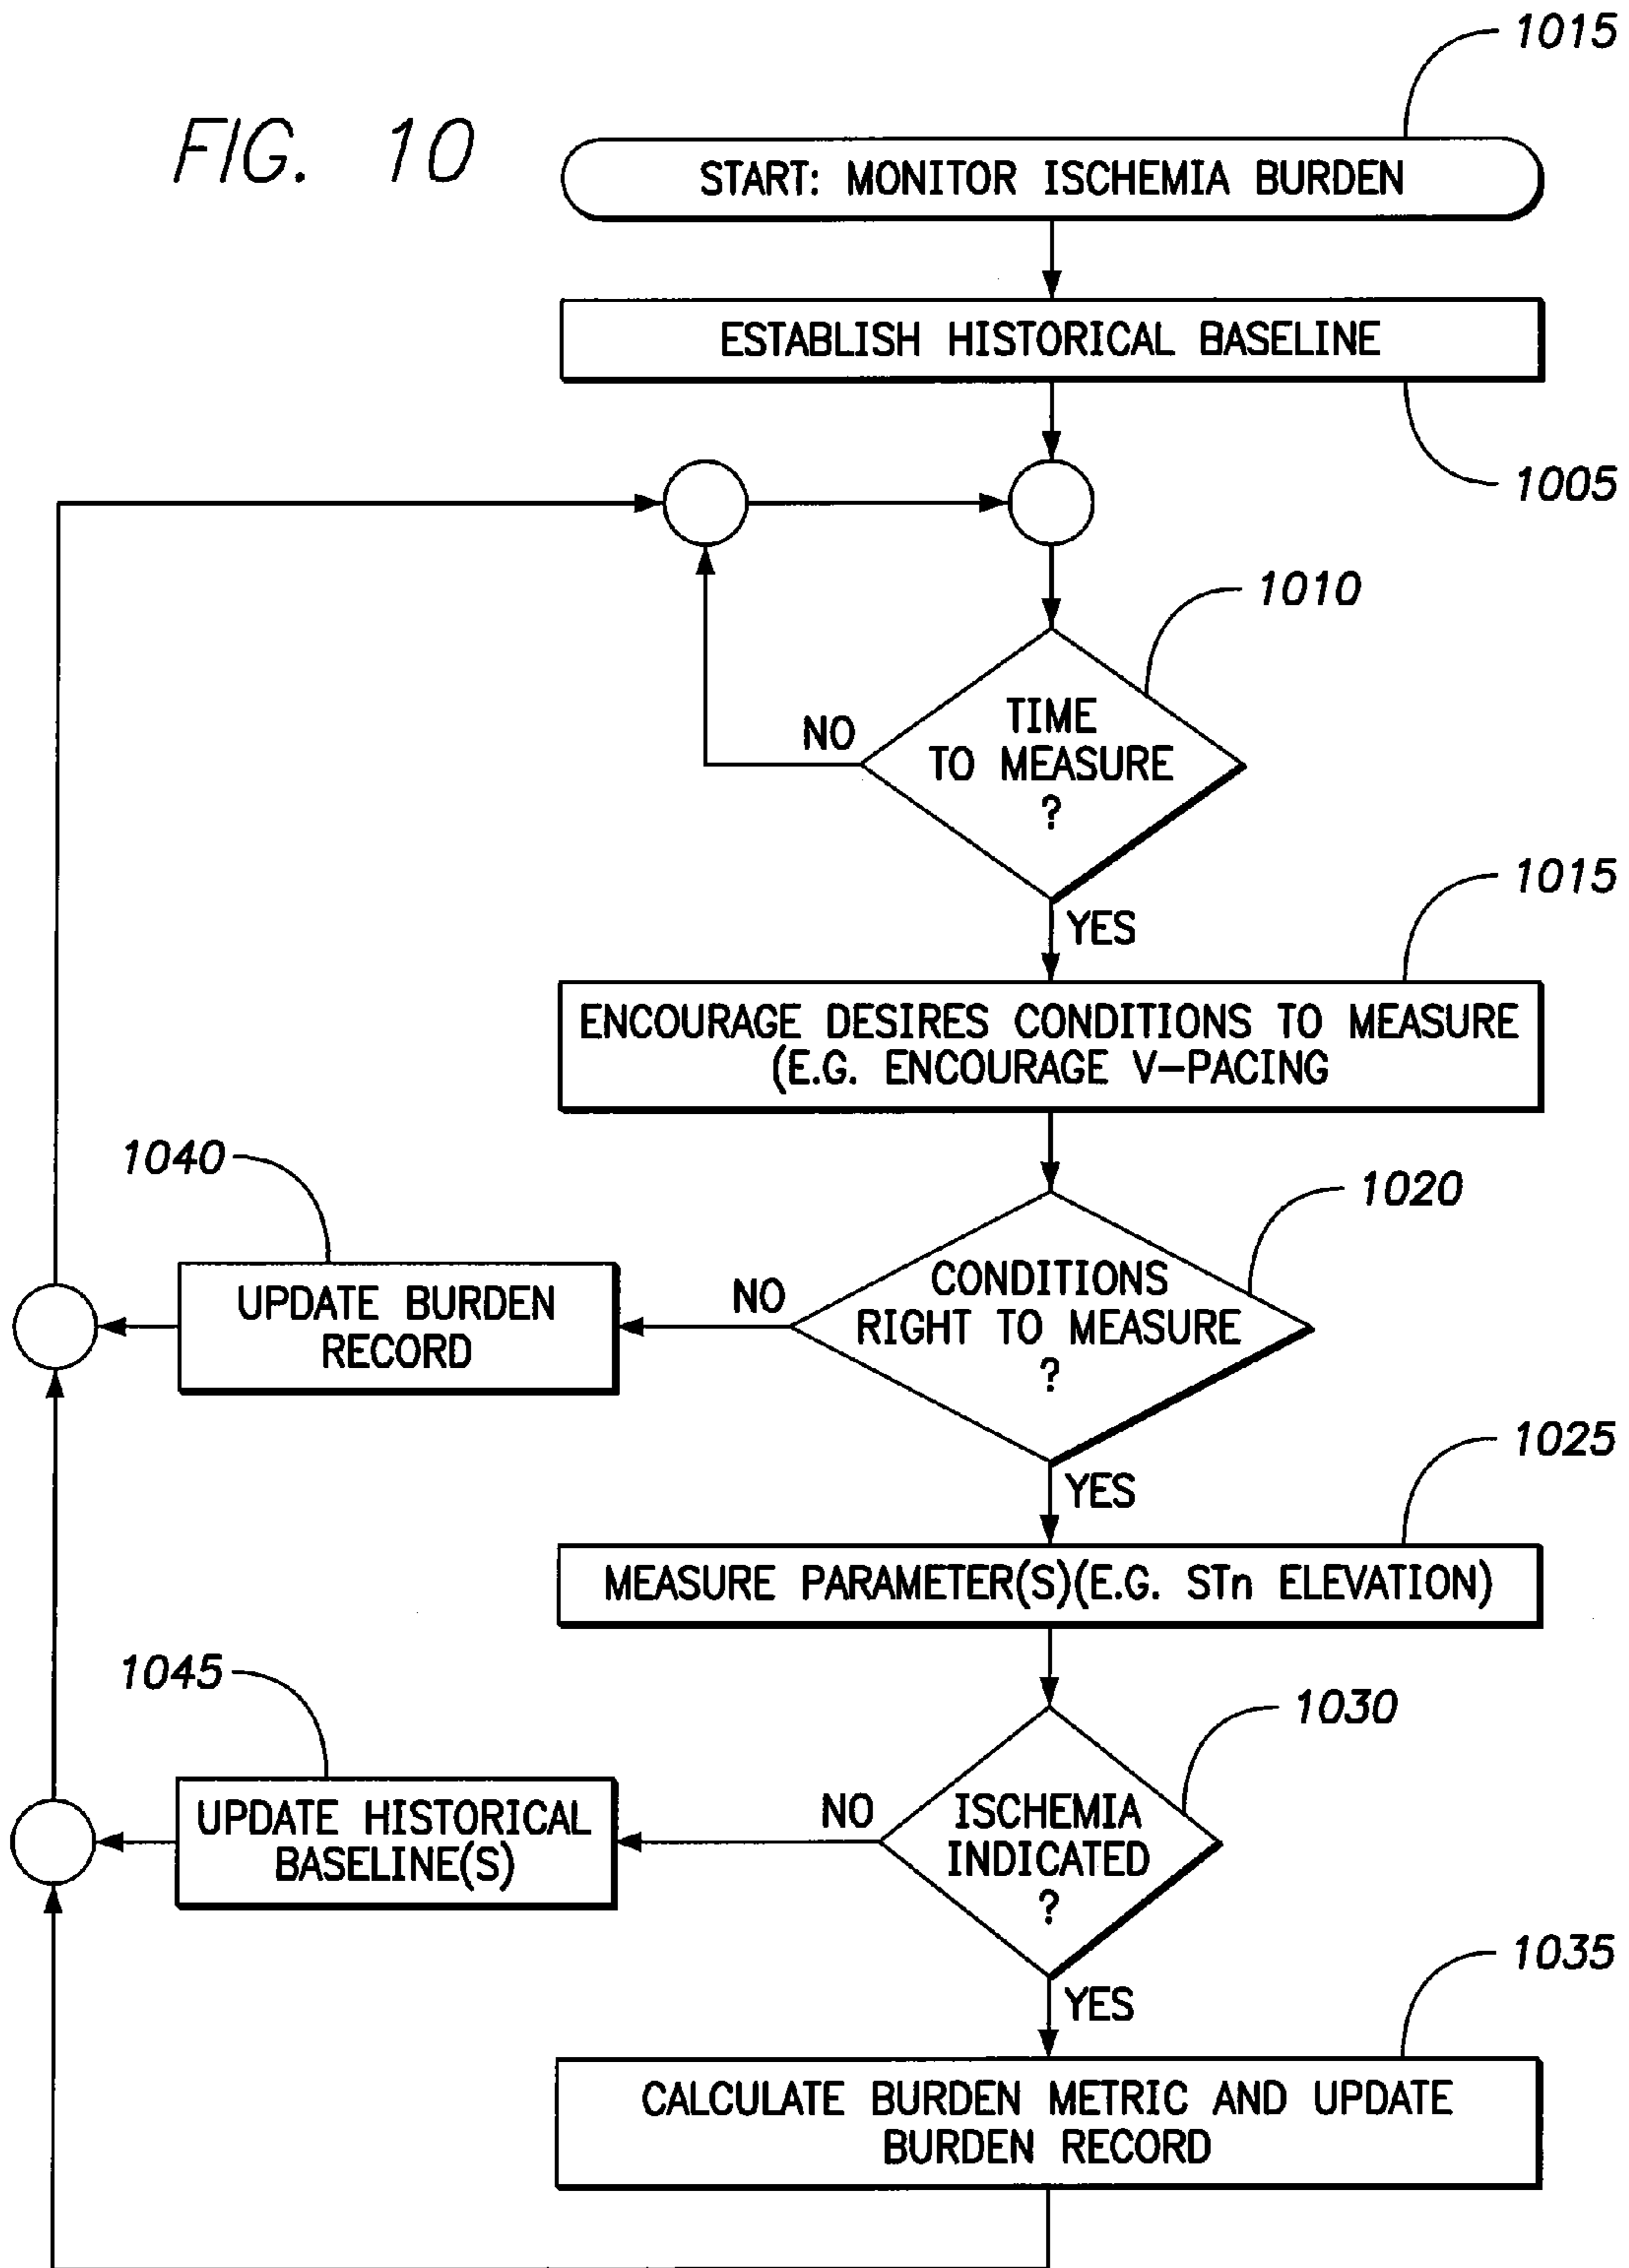 1015
FIG. 10
START: MONITOR ISCHEMIA BURDEN
ESTABLISH HISTORICAL BASELINE
1005
1010
TIME
TO MEASURE
?
NO
YES
1015
ENCOURAGE DESIRES CONDITIONS TO MEASURE
(E.G. ENCOURAGE V-PACING
1040
1020
UPDATE BURDEN
RECORD
NO
CONDITIONS
RIGHT TO MEASURE
?
YES
1025
MEASURE PARAMETER(S)(E.G. STn ELEVATION)
1045
1030
UPDATE HISTORICAL
BASELINE(S)
NO
ISCHEMIA
INDICATED
?
YES
1035
CALCULATE BURDEN METRIC AND UPDATE
BURDEN RECORD